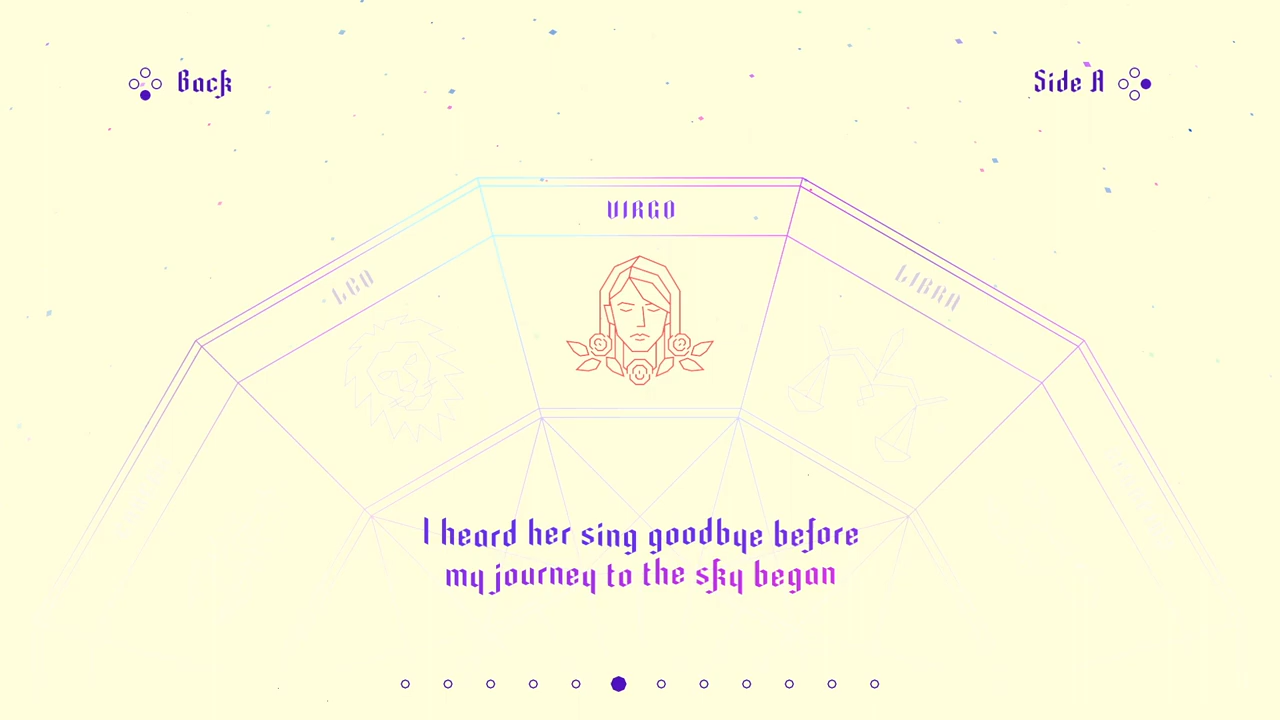 Back
Side A
VIRGO
LEO
LIBRA
I heard her sing goodbye before
my journey to the sky began